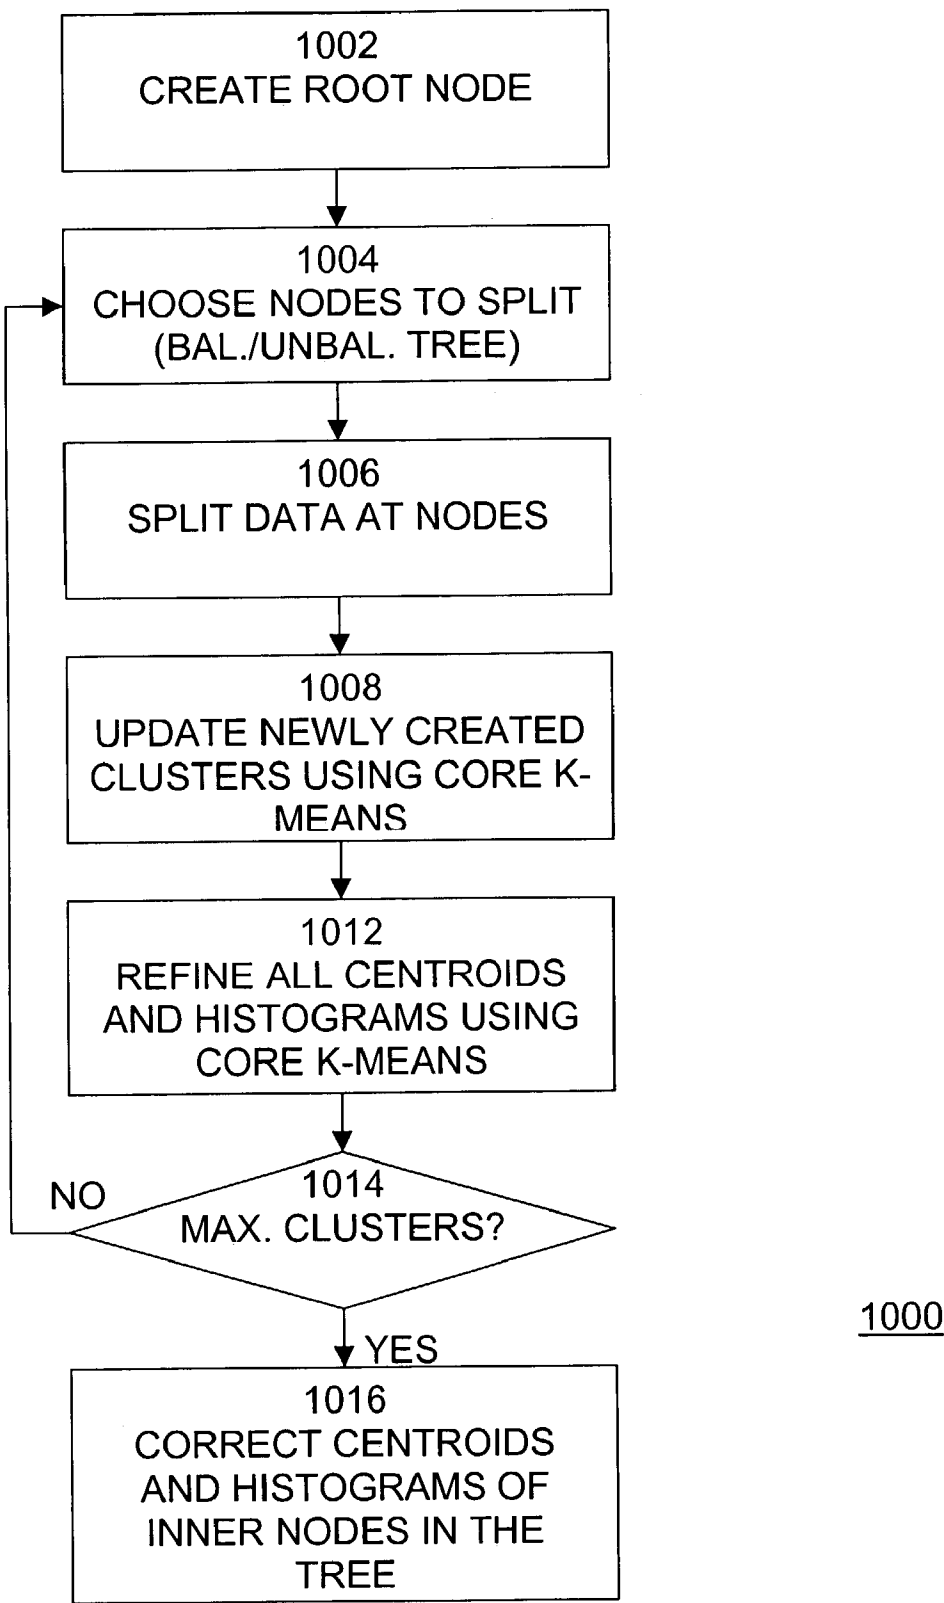 1002
CREATE ROOT NODE
1004
CHOOSE NODES TO SPLIT
(BAL./UNBAL. TREE)
1006
SPLIT DATA AT NODES
1008
UPDATE NEWLY CREATED
CLUSTERS USING CORE K-
MEANS
1012
REFINE ALL CENTROIDS
AND HISTOGRAMS USING
CORE K-MEANS
1014
MAX. CLUSTERS?
NO
YES
1000
1016
CORRECT CENTROIDS
AND HISTOGRAMS OF
INNER NODES IN THE
TREE